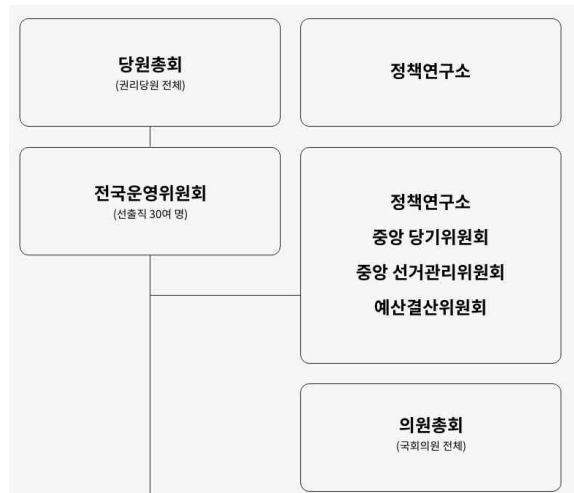 당원총회
(권리당원 전체)
정책연구소
전국운영위원회
(선출직 30여 명)
정책연구소
중앙 당기위원회
중앙 선거관리위원회
예산결산위원회
의원총회
(국회의원 전체)